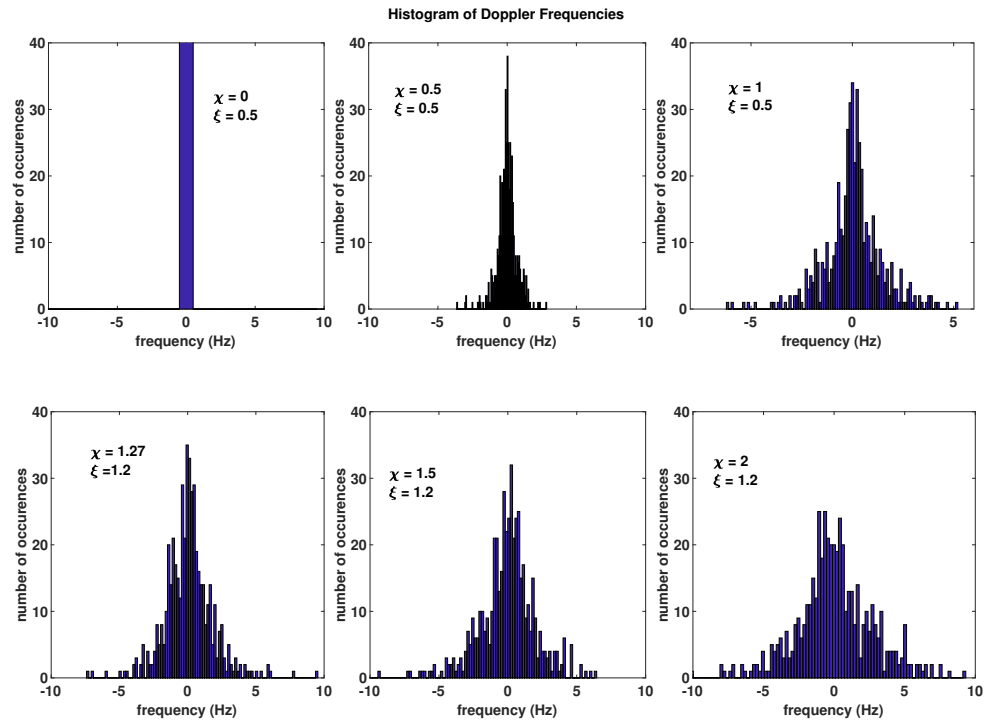 Histogram of Doppler Frequencies
number of occurences
40
30
20
10
0
χ = 0
ξ = 0.5
-10 -5 0 5 10
frequency (Hz)
number of occurences
40
30
20
10
0
χ = 0.5
ξ = 0.5
-10 -5 0 5 10
frequency (Hz)
number of occurences
40
30
20
10
0
χ = 1
ξ = 0.5
-5 0 5
frequency (Hz)
number of occurences
40
30
20
10
0
χ = 1.27
ξ =1.2
-10 -5 0 5 10
frequency (Hz)
number of occurences
40
30
20
10
0
χ = 1.5
ξ = 1.2
-10 -5 0 5 10
frequency (Hz)
number of occurences
40
30
20
10
0
χ = 2
ξ = 1.2
-10 -5 0 5 10
frequency (Hz)